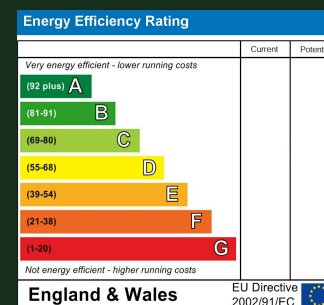 Energy Efficiency Rating
Current Potent
Very energy efficient - lower running costs
(92 plus) A
(81-91) B
(69-80) C
(55-68) D
(39-54) E
(21-38) F
(1-20) G
Not energy efficient - higher running costs
England & Wales
EU Directive
2002/91/EC